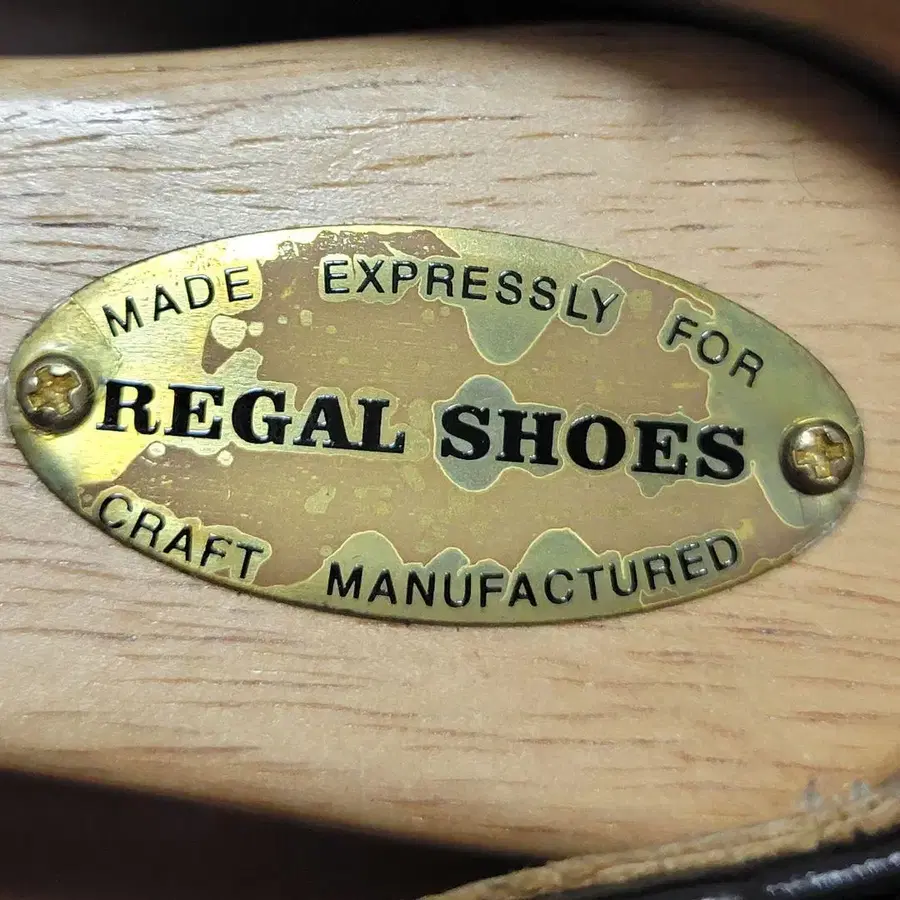 MADE EXPRESSLY FOR
REGAL SHOES
CRAFT MANUFACTURED